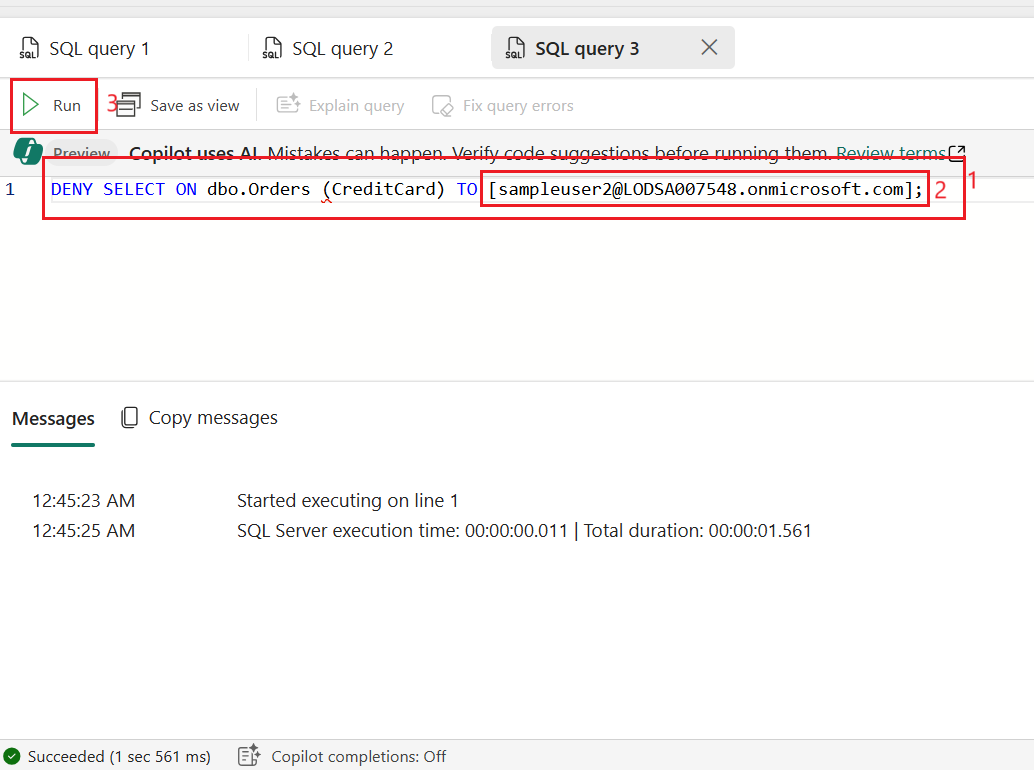 SQL query 1 SQL query 2 SQL query 3
Run 3 Save as view Explain query Fix query errors
Preview Copilot uses AI. Mistakes can happen. Verify code suggestions before running them. Review terms
1 DENY SELECT ON dbo.Orders (CreditCard) TO [sampleuser2@LODSA007548.onmicrosoft.com]; 2 1
Messages Copy messages
12:45:23 AM Started executing on line 1
12:45:25 AM SQL Server execution time: 00:00:00.011 | Total duration: 00:00:01.561
Succeeded (1 sec 561 ms) Copilot completions: Off